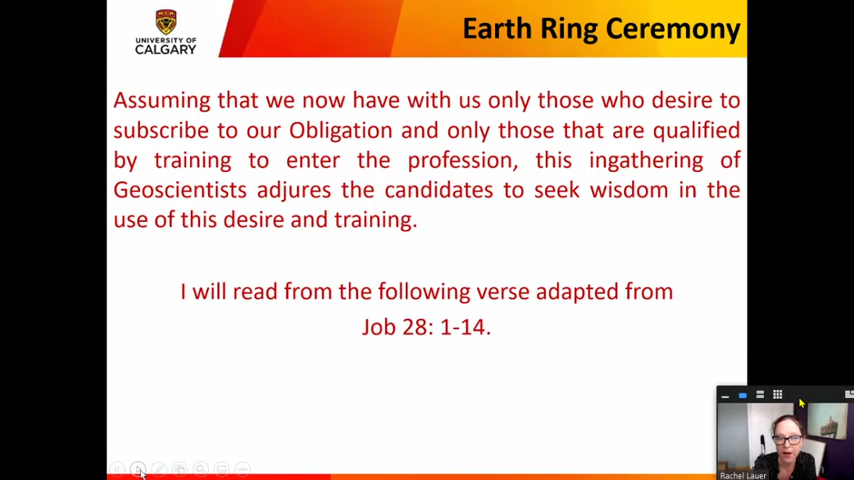 UNIVERSITY OF
CALGARY
Earth Ring Ceremony
Assuming that we now have with us only those who desire to
subscribe to our Obligation and only those that are qualified
by training to enter the profession, this ingathering of
Geoscientists adjures the candidates to seek wisdom in the
use of this desire and training.
I will read from the following verse adapted from
Job 28: 1-14.
Rachel Lauer